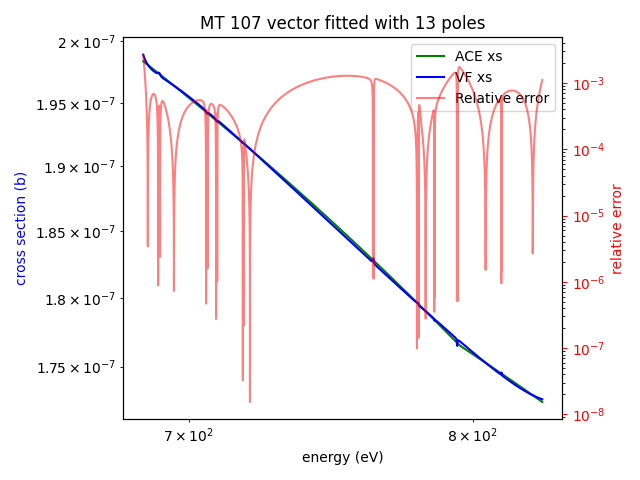 MT 107 vector fitted with 13 poles
ACE xs
VF xs
Relative error
2 × 10⁻⁷
1.95 × 10⁻⁷
1.9 × 10⁻⁷
1.85 × 10⁻⁷
1.8 × 10⁻⁷
1.75 × 10⁻⁷
cross section (b)
10⁻³
10⁻⁴
10⁻⁵
10⁻⁶
10⁻⁷
10⁻⁸
relative error
7 × 10²
8 × 10²
energy (eV)